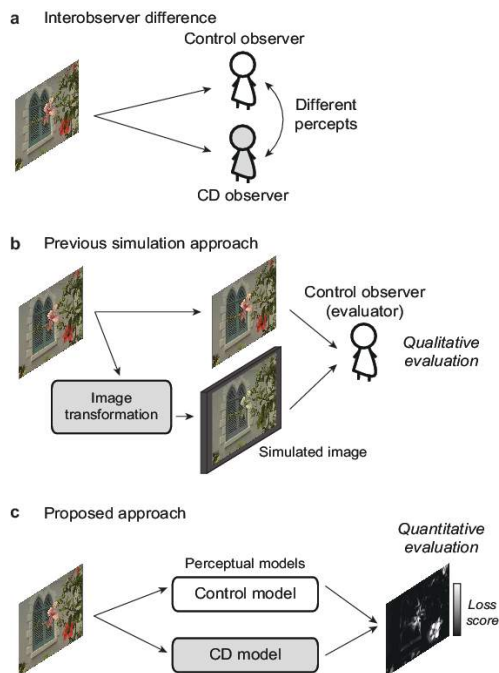 a Interobserver difference
Control observer
Different
percepts
CD observer
b Previous simulation approach
Control observer
(evaluator)
Qualitative
evaluation
Image
transformation
Simulated image
c Proposed approach
Quantitative
evaluation
Perceptual models
Control model
Loss
score
CD model